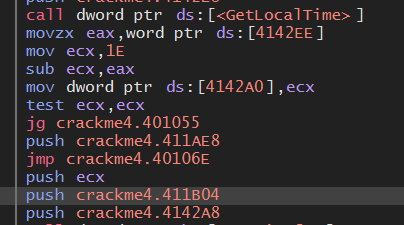 call dword ptr ds:[<GetLocalTime>]
movzx eax,word ptr ds:[4142EE]
mov ecx,1E
sub ecx,eax
mov dword ptr ds:[4142A0],ecx
test ecx,ecx
jg crackme4.401055
push crackme4.411AE8
jmp crackme4.40106E
push ecx
push crackme4.411B04
push crackme4.4142A8